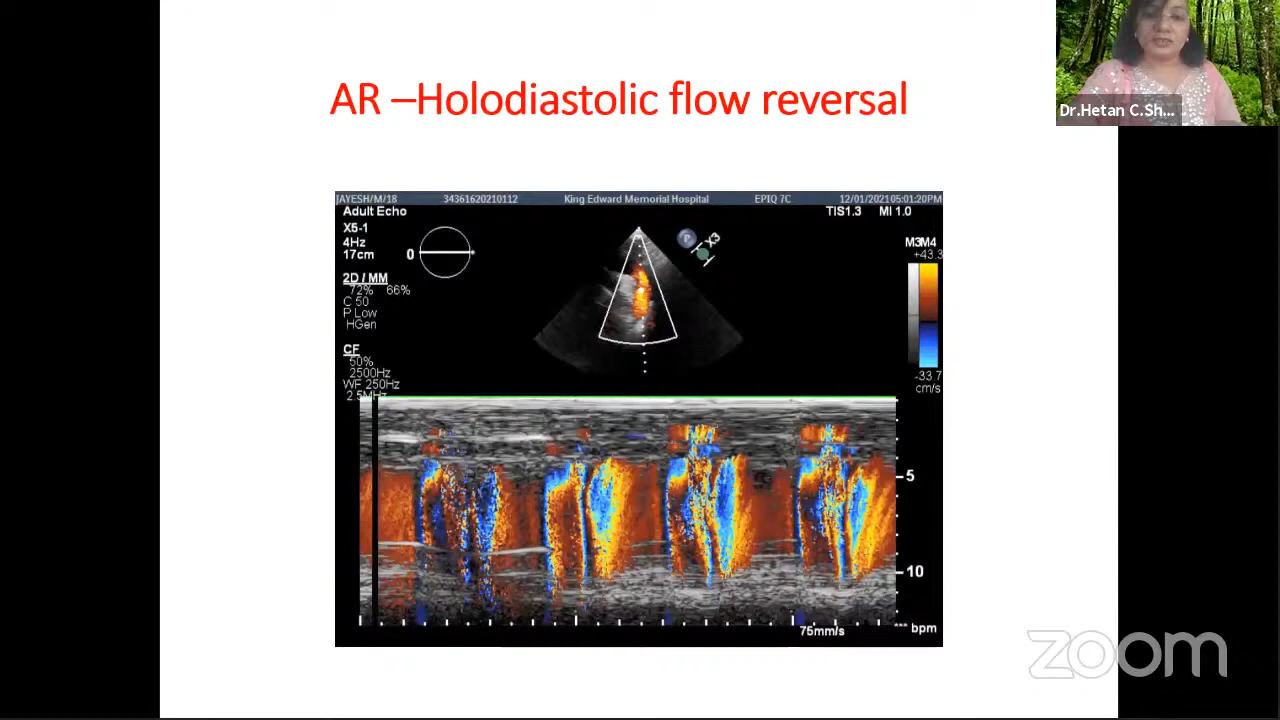 AR –Holodiastolic flow reversal
Dr.Hetan C.Sh...
JAYESH/M/18 34361620210112 King Edward Memorial Hospital EPIQ 7C 12/01/2021 05:01:20PM
Adult Echo TIS1.3 MI 1.0
X5-1
4Hz
17cm
0
X3
M3M4
+43.3
2D / MM
72% 66%
C 50
P Low
HGen
CF
50%
2500Hz
WF 250Hz
2.5MHz
-33.7
cm/s
5
10
75mm/s
*** bpm
zoom